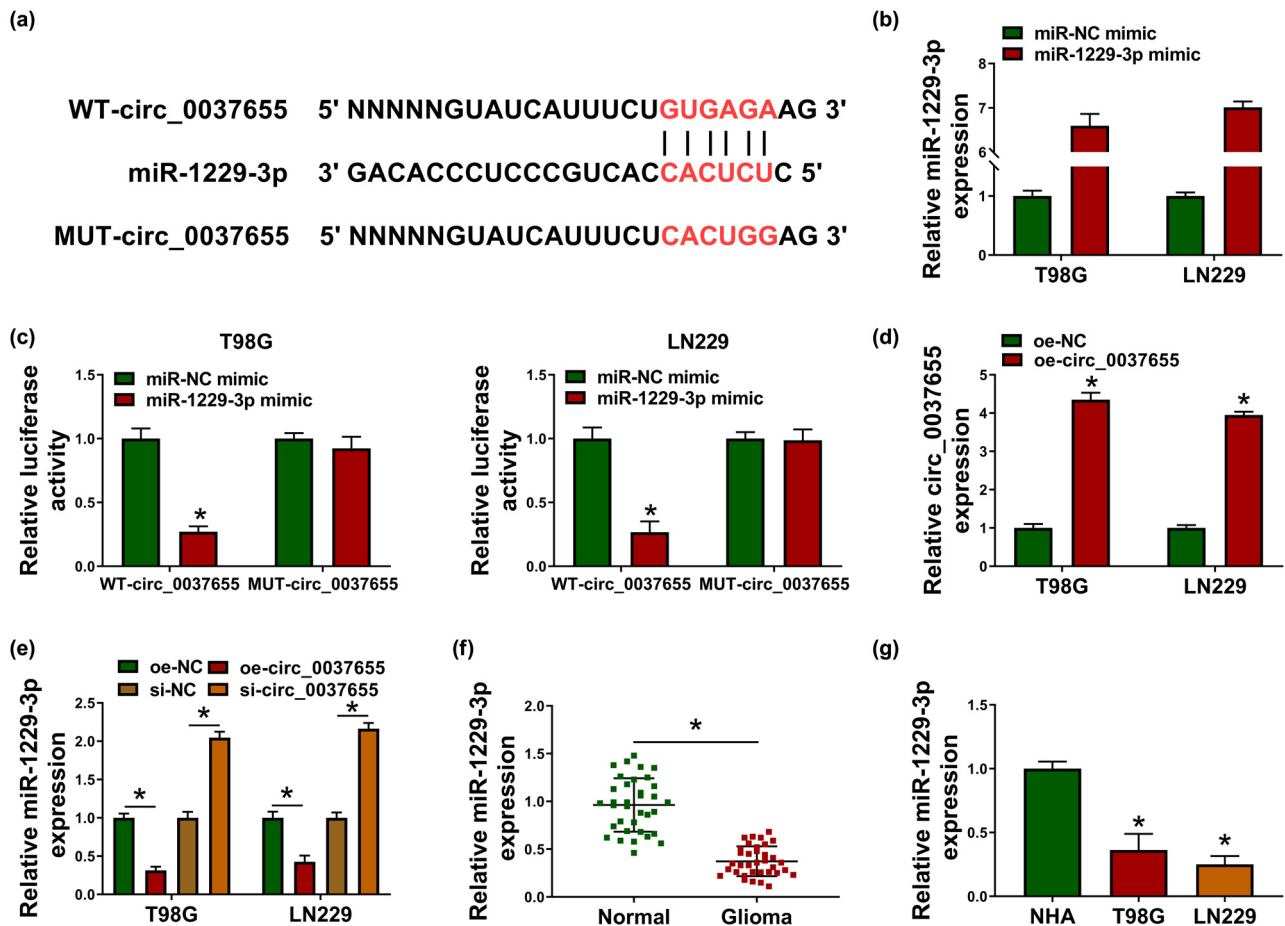 (a)
WT-circ_0037655 5' NNNNNGUAUCAUUUCUGUGAGAAG 3'
miR-1229-3p 3' GACACCCUCCCGUCACCACUCUC 5'
MUT-circ_0037655 5' NNNNNGUAUCAUUUCUCACUGGAG 3'
(b)
miR-NC mimic
miR-1229-3p mimic
Relative miR-1229-3p
expression
8
7
6
1
0
T98G LN229
(c)
T98G
miR-NC mimic
miR-1229-3p mimic
Relative luciferase
activity
1.5
1.0
0.5
0.0
WT-circ_0037655 MUT-circ_0037655
LN229
miR-NC mimic
miR-1229-3p mimic
Relative luciferase
activity
1.5
1.0
0.5
0.0
*
*
WT-circ_0037655 MUT-circ_0037655
(d)
oe-NC
oe-circ_0037655
Relative circ_0037655
expression
5
4
3
2
1
0
* *
T98G LN229
(e)
oe-NC oe-circ_0037655
si-NC si-circ_0037655
Relative miR-1229-3p
expression
2.5
2.0
1.5
1.0
0.5
0.0
* * * *
T98G LN229
(f)
Relative miR-1229-3p
expression
2.0
1.5
1.0
0.5
0.0
*
Normal Glioma
(g)
Relative miR-1229-3p
expression
1.5
1.0
0.5
0.0
* *
NHA T98G LN229